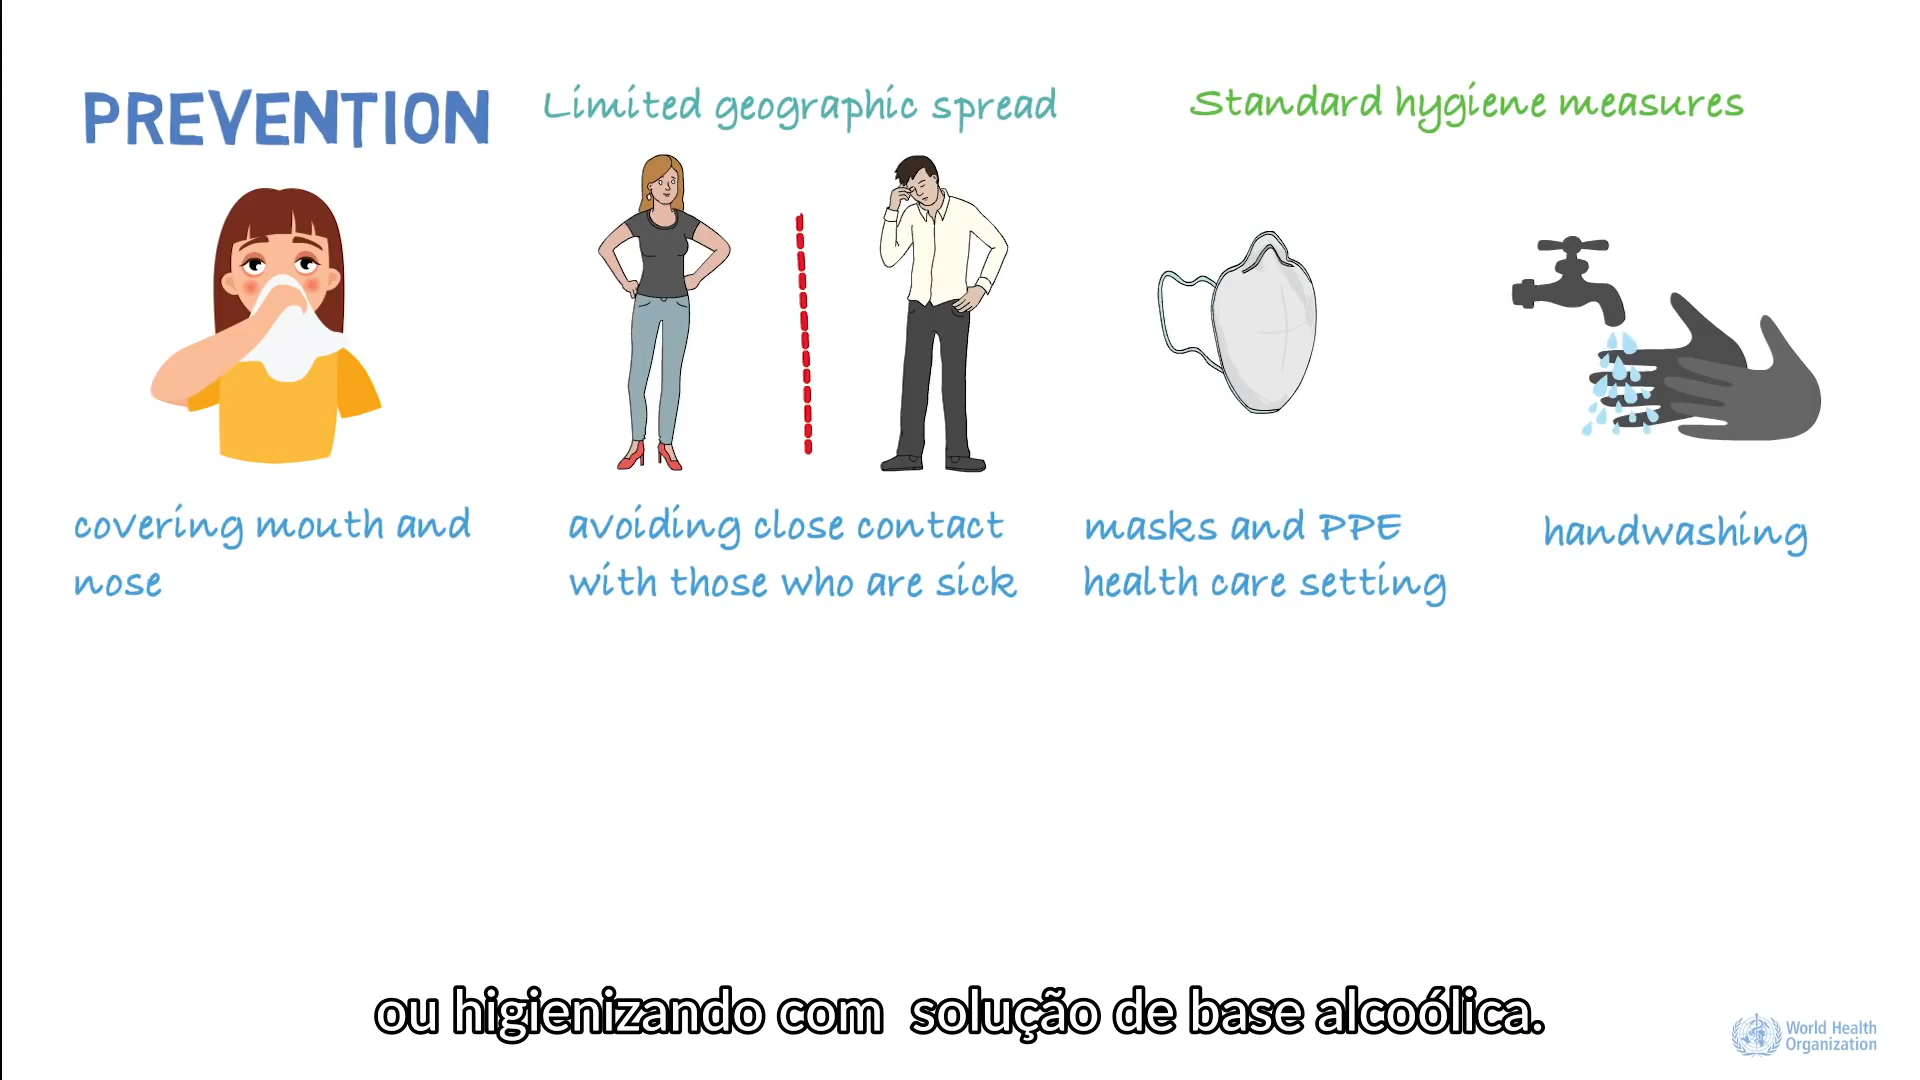 PREVENTION
Limited geographic spread
Standard hygiene measures
covering mouth and
nose
avoiding close contact
with those who are sick
masks and PPE
health care setting
handwashing
ou higienizando com solução de base alcoólica.
World Health
Organization